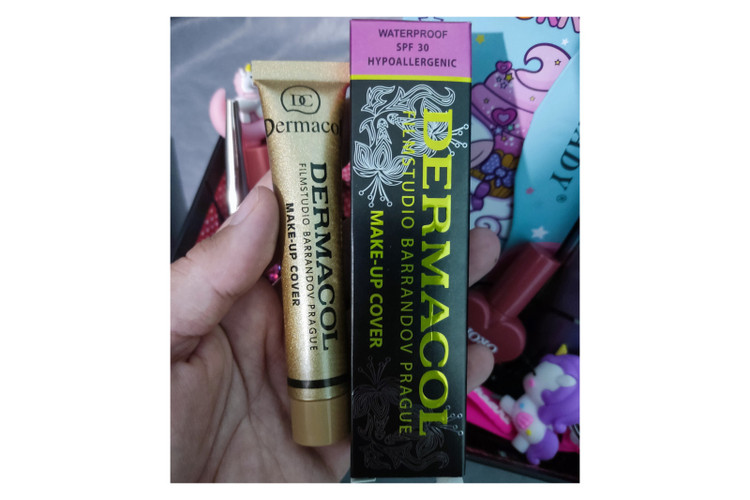 WATERPROOF
SPF 30
HYPOALLERGENIC
DC
Dermacol
DERMACOL
FILMSTUDIO BARRANDOV PRAGUE
MAKE-UP COVER
DERMACOL
FILMSTUDIO BARRANDOV PRAGUE
MAKE-UP COVER